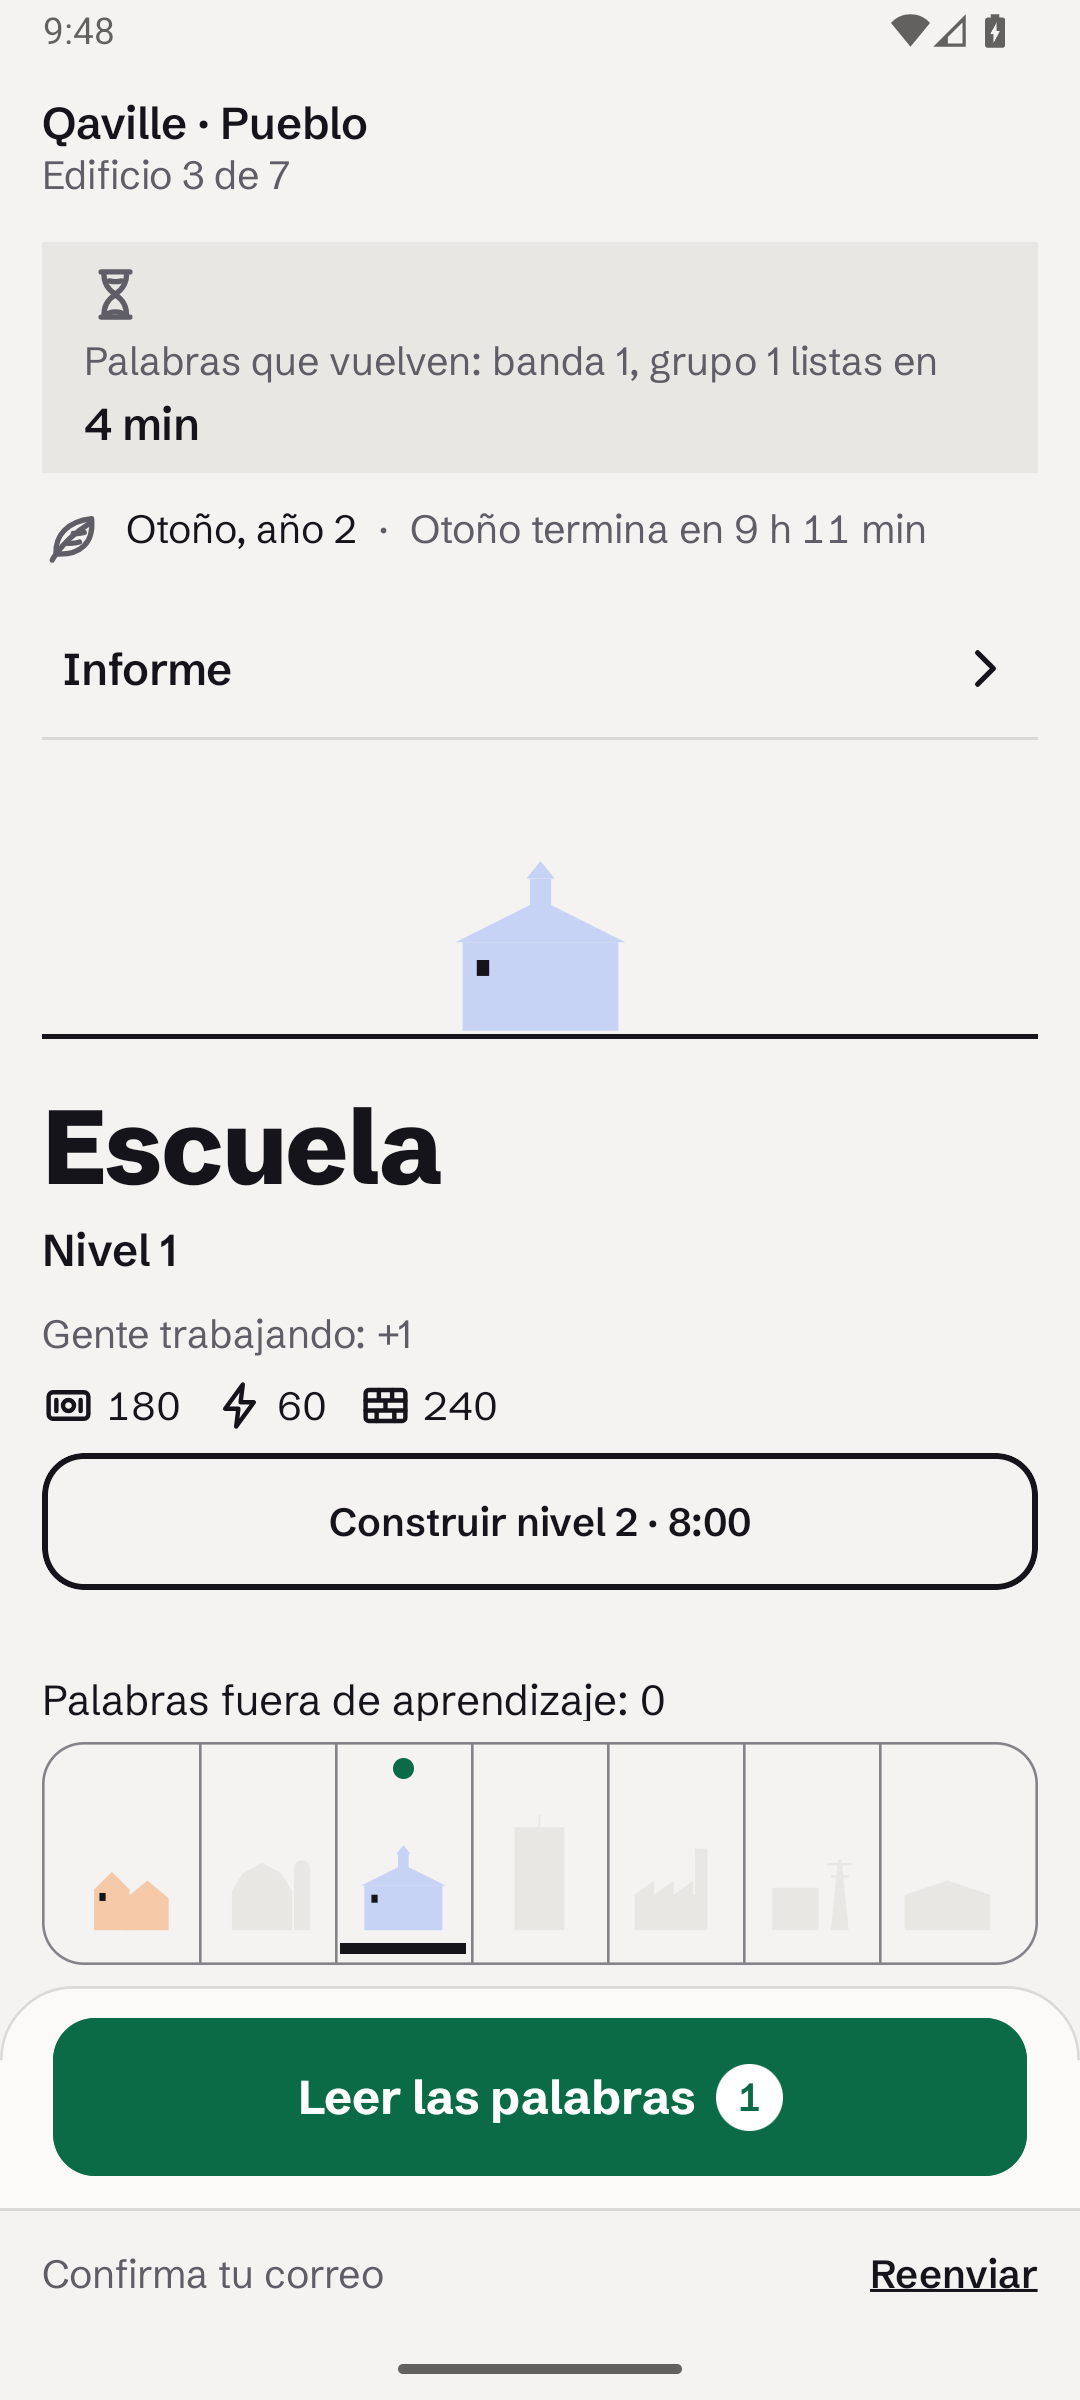 9:48
Qaville · Pueblo
Edificio 3 de 7
Palabras que vuelven: banda 1, grupo 1 listas en
4 min
Otoño, año 2 · Otoño termina en 9 h 11 min
Informe
Escuela
Nivel 1
Gente trabajando: +1
180 60 240
Construir nivel 2 · 8:00
Palabras fuera de aprendizaje: 0
Leer las palabras 1
Confirma tu correo Reenviar